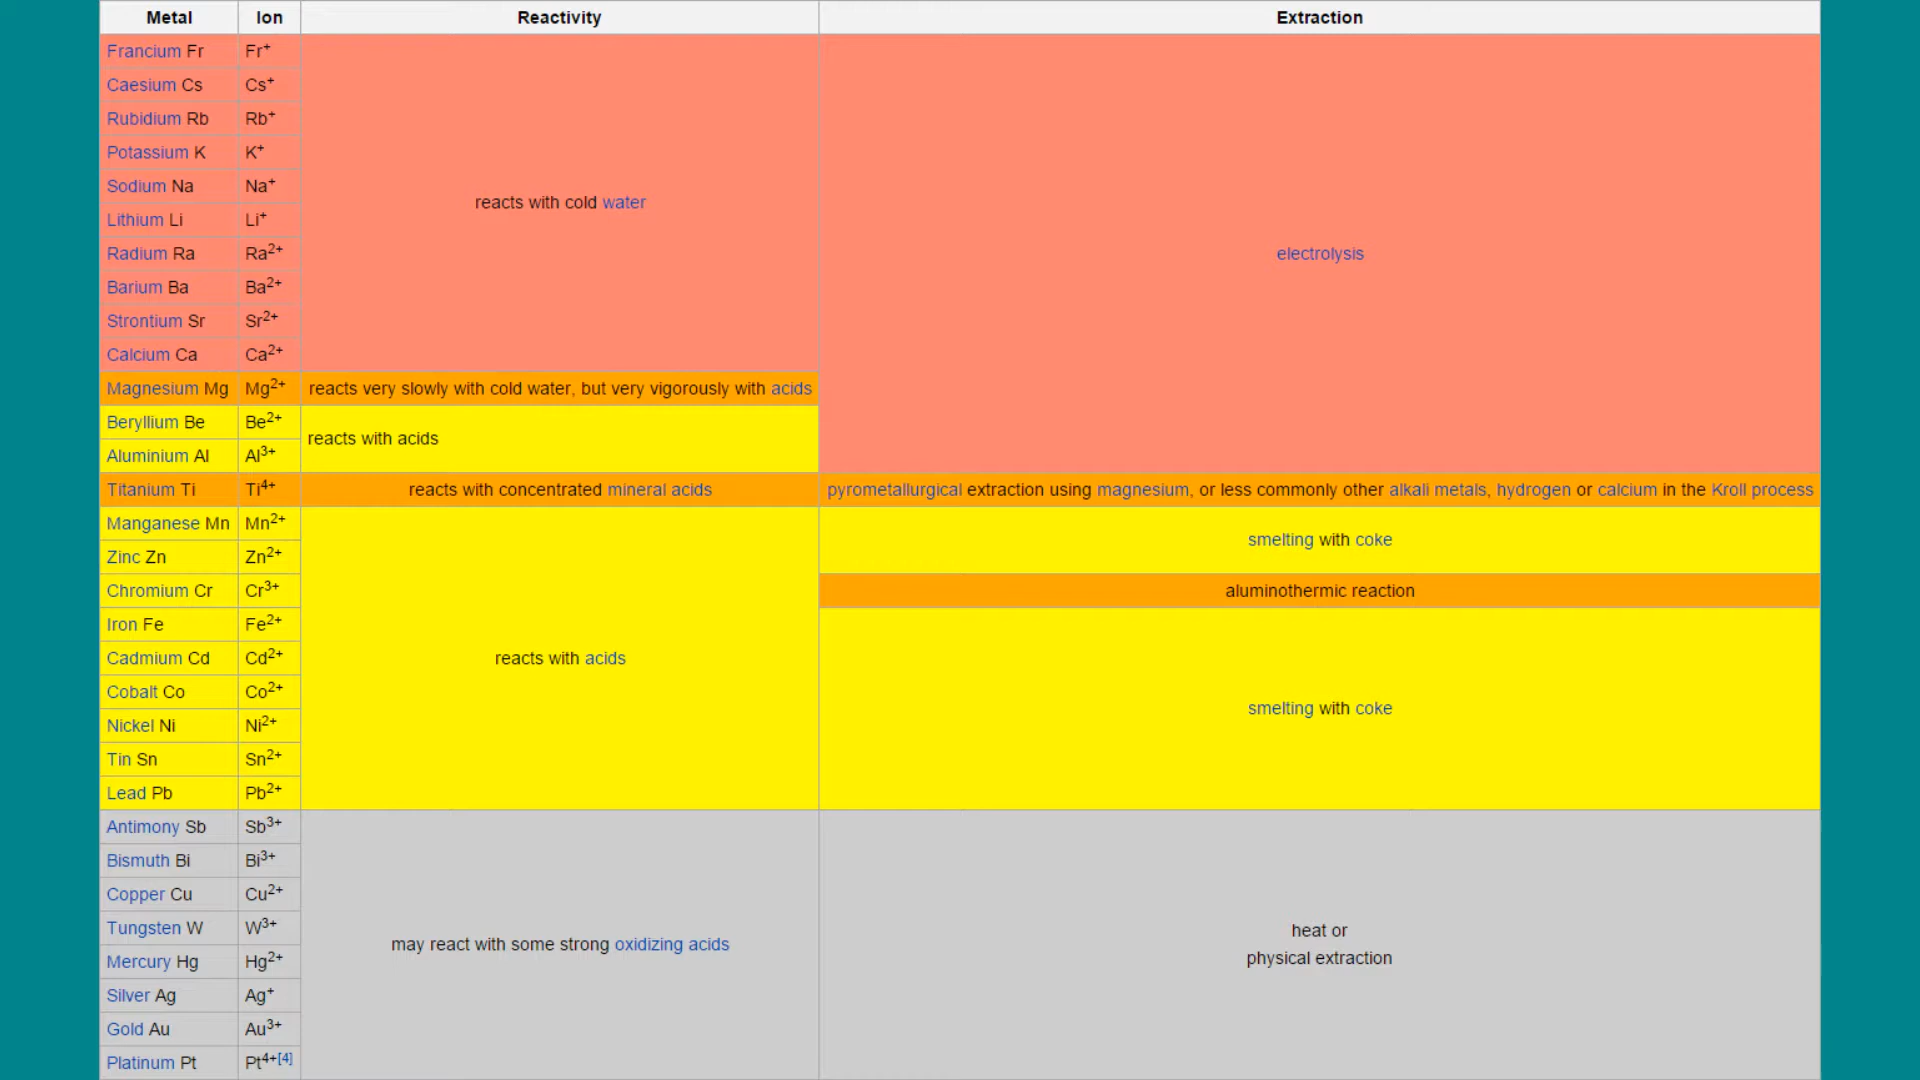 Metal Ion Reactivity Extraction
Francium Fr Fr+
Caesium Cs Cs+
Rubidium Rb Rb+
Potassium K K+
Sodium Na Na+
reacts with cold water
Lithium Li Li+
Radium Ra Ra2+
electrolysis
Barium Ba Ba2+
Strontium Sr Sr2+
Calcium Ca Ca2+
Magnesium Mg Mg2+ reacts very slowly with cold water, but very vigorously with acids
Beryllium Be Be2+
reacts with acids
Aluminium Al Al3+
Titanium Ti Ti4+ reacts with concentrated mineral acids pyrometallurgical extraction using magnesium, or less commonly other alkali metals, hydrogen or calcium in the Kroll process
Manganese Mn Mn2+
smelting with coke
Zinc Zn Zn2+
Chromium Cr Cr3+ aluminothermic reaction
Iron Fe Fe2+
Cadmium Cd Cd2+ reacts with acids
Cobalt Co Co2+
smelting with coke
Nickel Ni Ni2+
Tin Sn Sn2+
Lead Pb Pb2+
Antimony Sb Sb3+
Bismuth Bi Bi3+
Copper Cu Cu2+
Tungsten W W3+
heat or
may react with some strong oxidizing acids
physical extraction
Mercury Hg Hg2+
Silver Ag Ag+
Gold Au Au3+
Platinum Pt Pt4+[4]